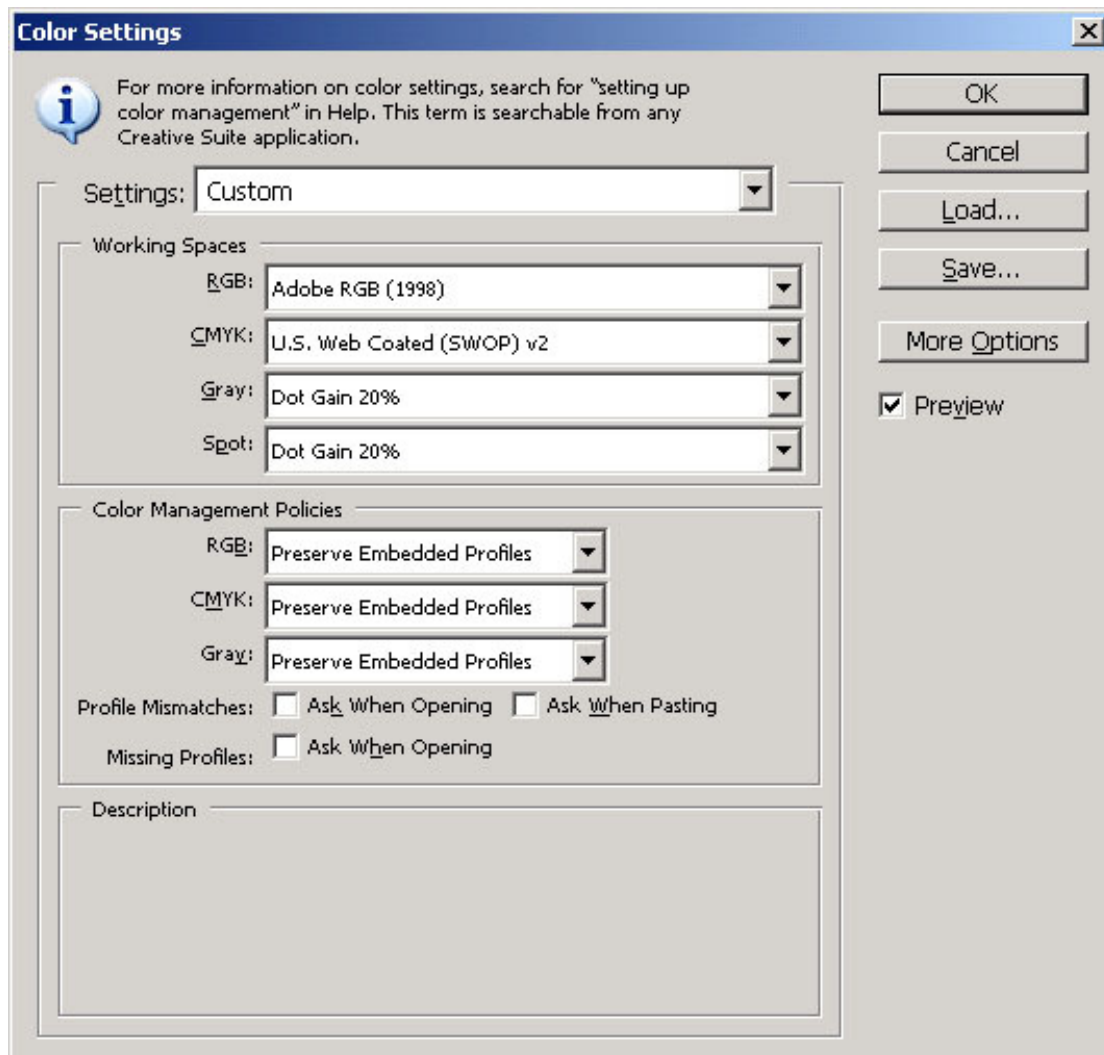 Color Settings
For more information on color settings, search for “setting up
color management” in Help. This term is searchable from any
Creative Suite application.
OK
Cancel
Load...
Save...
More Options
Preview
Settings: Custom
Working Spaces
RGB: Adobe RGB (1998)
CMYK: U.S. Web Coated (SWOP) v2
Gray: Dot Gain 20%
Spot: Dot Gain 20%
Color Management Policies
RGB: Preserve Embedded Profiles
CMYK: Preserve Embedded Profiles
Gray: Preserve Embedded Profiles
Profile Mismatches: Ask When Opening Ask When Pasting
Missing Profiles: Ask When Opening
Description